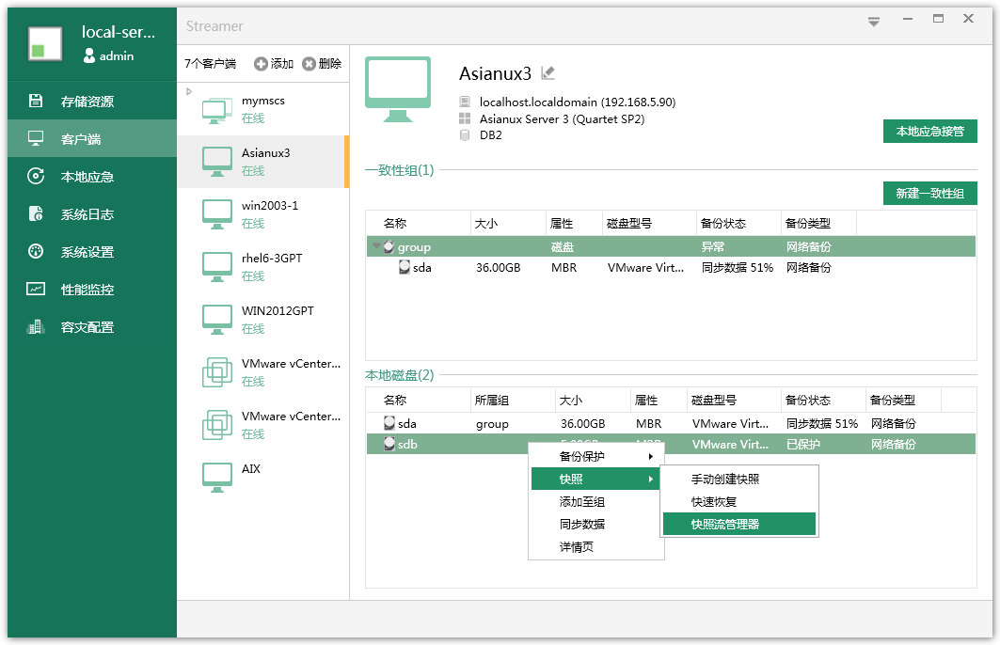 local-ser...
admin
存储资源
客户端
本地应急
系统日志
系统设置
性能监控
容灾配置
Streamer
7个客户端 添加 删除
mymscs
在线
Asianux3
在线
win2003-1
在线
rhel6-3GPT
在线
WIN2012GPT
在线
VMware vCenter...
在线
VMware vCenter...
在线
AIX
Asianux3
localhost.localdomain (192.168.5.90)
Asianux Server 3 (Quartet SP2)
DB2
本地应急接管
一致性组(1)
新建一致性组
名称 大小 属性 磁盘型号 备份状态 备份类型
group 磁盘 异常 网络备份
sda 36.00GB MBR VMware Virt... 同步数据 51% 网络备份
本地磁盘(2)
名称 所属组 大小 属性 磁盘型号 备份状态 备份类型
sda group 36.00GB MBR VMware Virt... 同步数据 51% 网络备份
sdb 5.00GB MBR VMware Virt... 已保护 网络备份
备份保护
快照
添加至组
同步数据
详情页
手动创建快照
快速恢复
快照流管理器